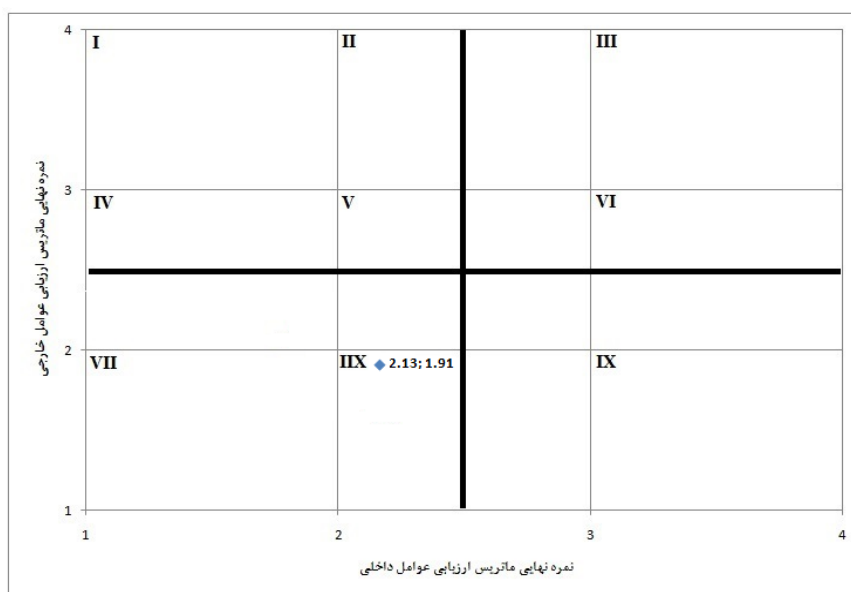 4
I
II
III
3
IV
V
VI
نمره نهایی ماتریس ارزیابی عوامل خارجی
2
VII
IIX
2.13; 1.91
IX
1
1
2
3
4
نمره نهایی ماتریس ارزیابی عوامل داخلی